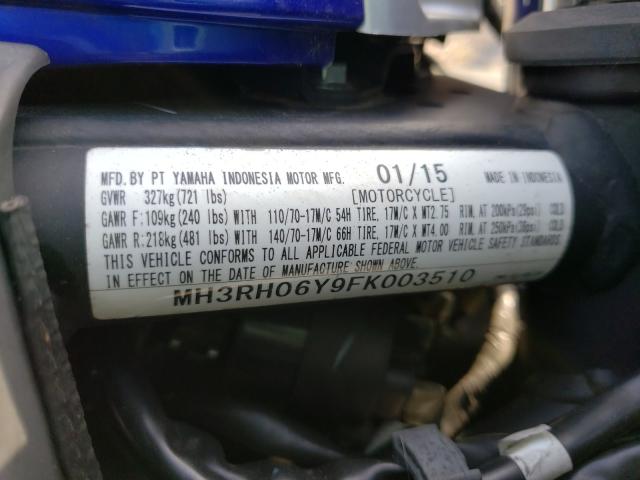 MFD. BY PT YAMAHA INDONESIA MOTOR MFG. 01/15 MADE IN INDONESIA
GVWR 327kg (721 lbs) [MOTORCYCLE]
GAWR F: 109kg (240 lbs) WITH 110/70-17M/C 54H TIRE, 17M/C X MT2.75 RIM, AT 200kPa (29psi) COLD
GAWR R: 218kg (481 lbs) WITH 140/70-17M/C 66H TIRE, 17M/C X MT4.00 RIM, AT 250kPa (36psi) COLD
THIS VEHICLE CONFORMS TO ALL APPLICABLE FEDERAL MOTOR VEHICLE SAFETY STANDARDS
IN EFFECT ON THE DATE OF MANUFACTURE SHOWN ABOVE.
MH3RH06Y9FK003510